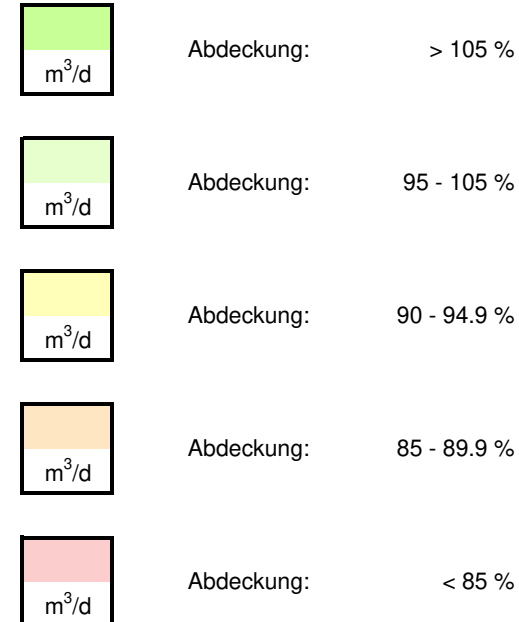 m³/d Abdeckung: > 105 %
m³/d Abdeckung: 95 - 105 %
m³/d Abdeckung: 90 - 94.9 %
m³/d Abdeckung: 85 - 89.9 %
m³/d Abdeckung: < 85 %